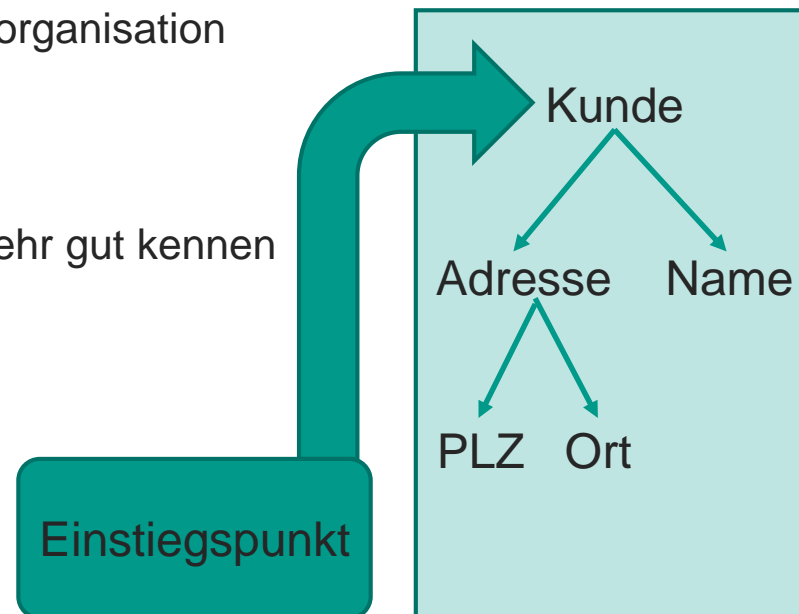 organisation
Kunde
ehr gut kennen
Adresse Name
PLZ Ort
Einstiegspunkt